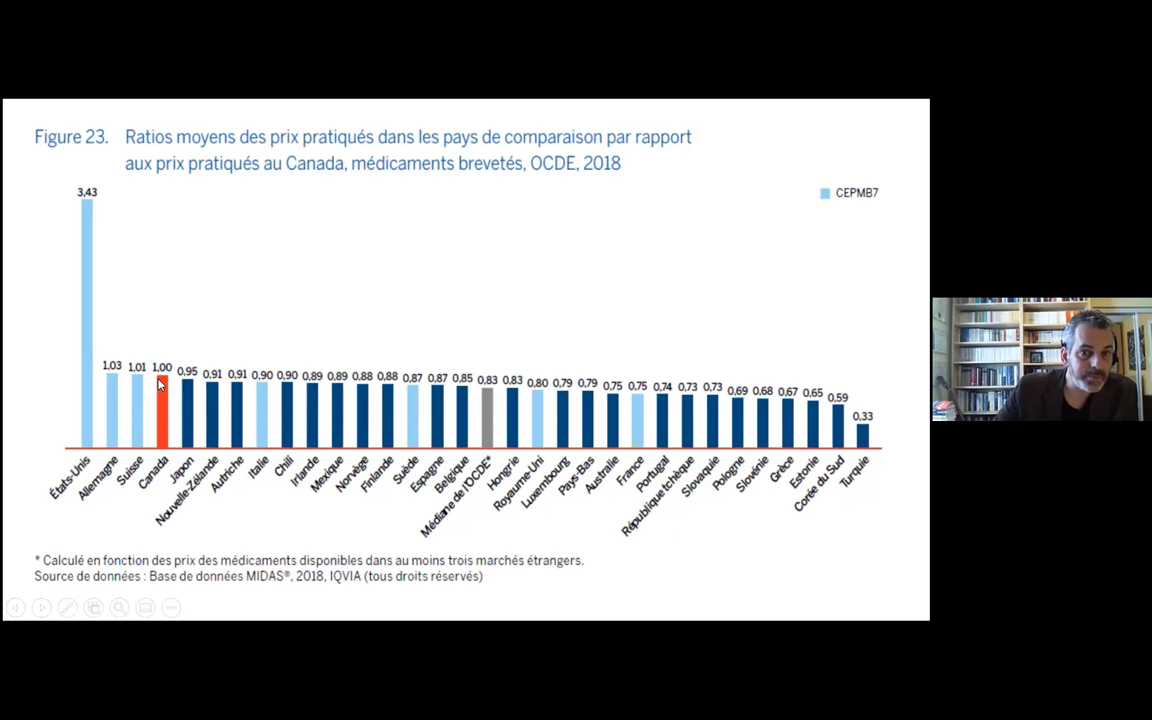 Figure 23. Ratios moyens des prix pratiqués dans les pays de comparaison par rapport
aux prix pratiqués au Canada, médicaments brevetés, OCDE, 2018
CEPMB7
3,43
1,03
1,01
1,00
0,95
0,91
0,91
0,90
0,90
0,89
0,89
0,88
0,88
0,87
0,87
0,85
0,83
0,83
0,80
0,79
0,79
0,75
0,75
0,74
0,73
0,73
0,69
0,68
0,67
0,65
0,59
0,33
États-Unis
Allemagne
Suisse
Canada
Japon
Nouvelle-Zélande
Autriche
Italie
Chili
Irlande
Mexique
Norvège
Finlande
Suède
Espagne
Belgique
Médiane de l'OCDE*
Hongrie
Royaume-Uni
Luxembourg
Pays-Bas
Australie
France
Portugal
République tchèque
Slovaquie
Pologne
Slovénie
Grèce
Estonie
Corée du Sud
Turquie
* Calculé en fonction des prix des médicaments disponibles dans au moins trois marchés étrangers.
Source de données : Base de données MIDAS®, 2018, IQVIA (tous droits réservés)